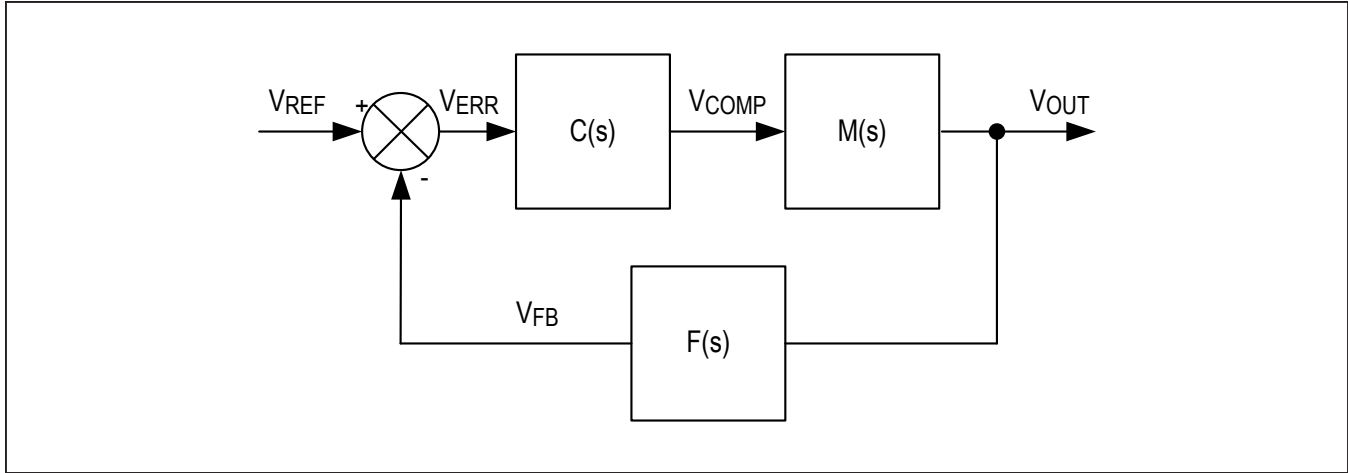 VREF
+
-
VERR
C(s)
VCOMP
M(s)
VOUT
VFB
F(s)